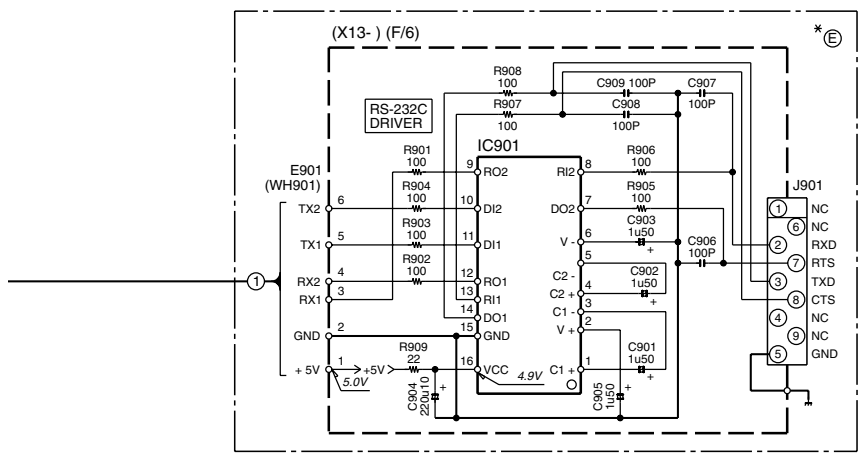 (X13- ) (F/6)
*
E
R908
100
C909 100P
C907
100P
R907
100
C908
100P
RS-232C
DRIVER
IC901
E901
(WH901)
R901
100
9
RO2
RI2
8
R906
100
J901
TX2
6
R904
100
10
DI2
DO2
7
R905
100
1
NC
6
NC
TX1
5
R903
100
11
DI1
V -
6
C903
1u50
+
C906
100P
2
RXD
7
RTS
1
RX2
4
R902
100
12
RO1
5
C2 -
C902
1u50
+
3
TXD
RX1
3
13
RI1
C2 +
4
8
CTS
14
DO1
C1 -
3
4
NC
GND
2
15
GND
V +
2
9
NC
+ 5V
1
+5V
R909
22
16
VCC
C1 +
1
C901
1u50
+
5
GND
5.0V
4.9V
C904
220u10
+
C905
1u50
+